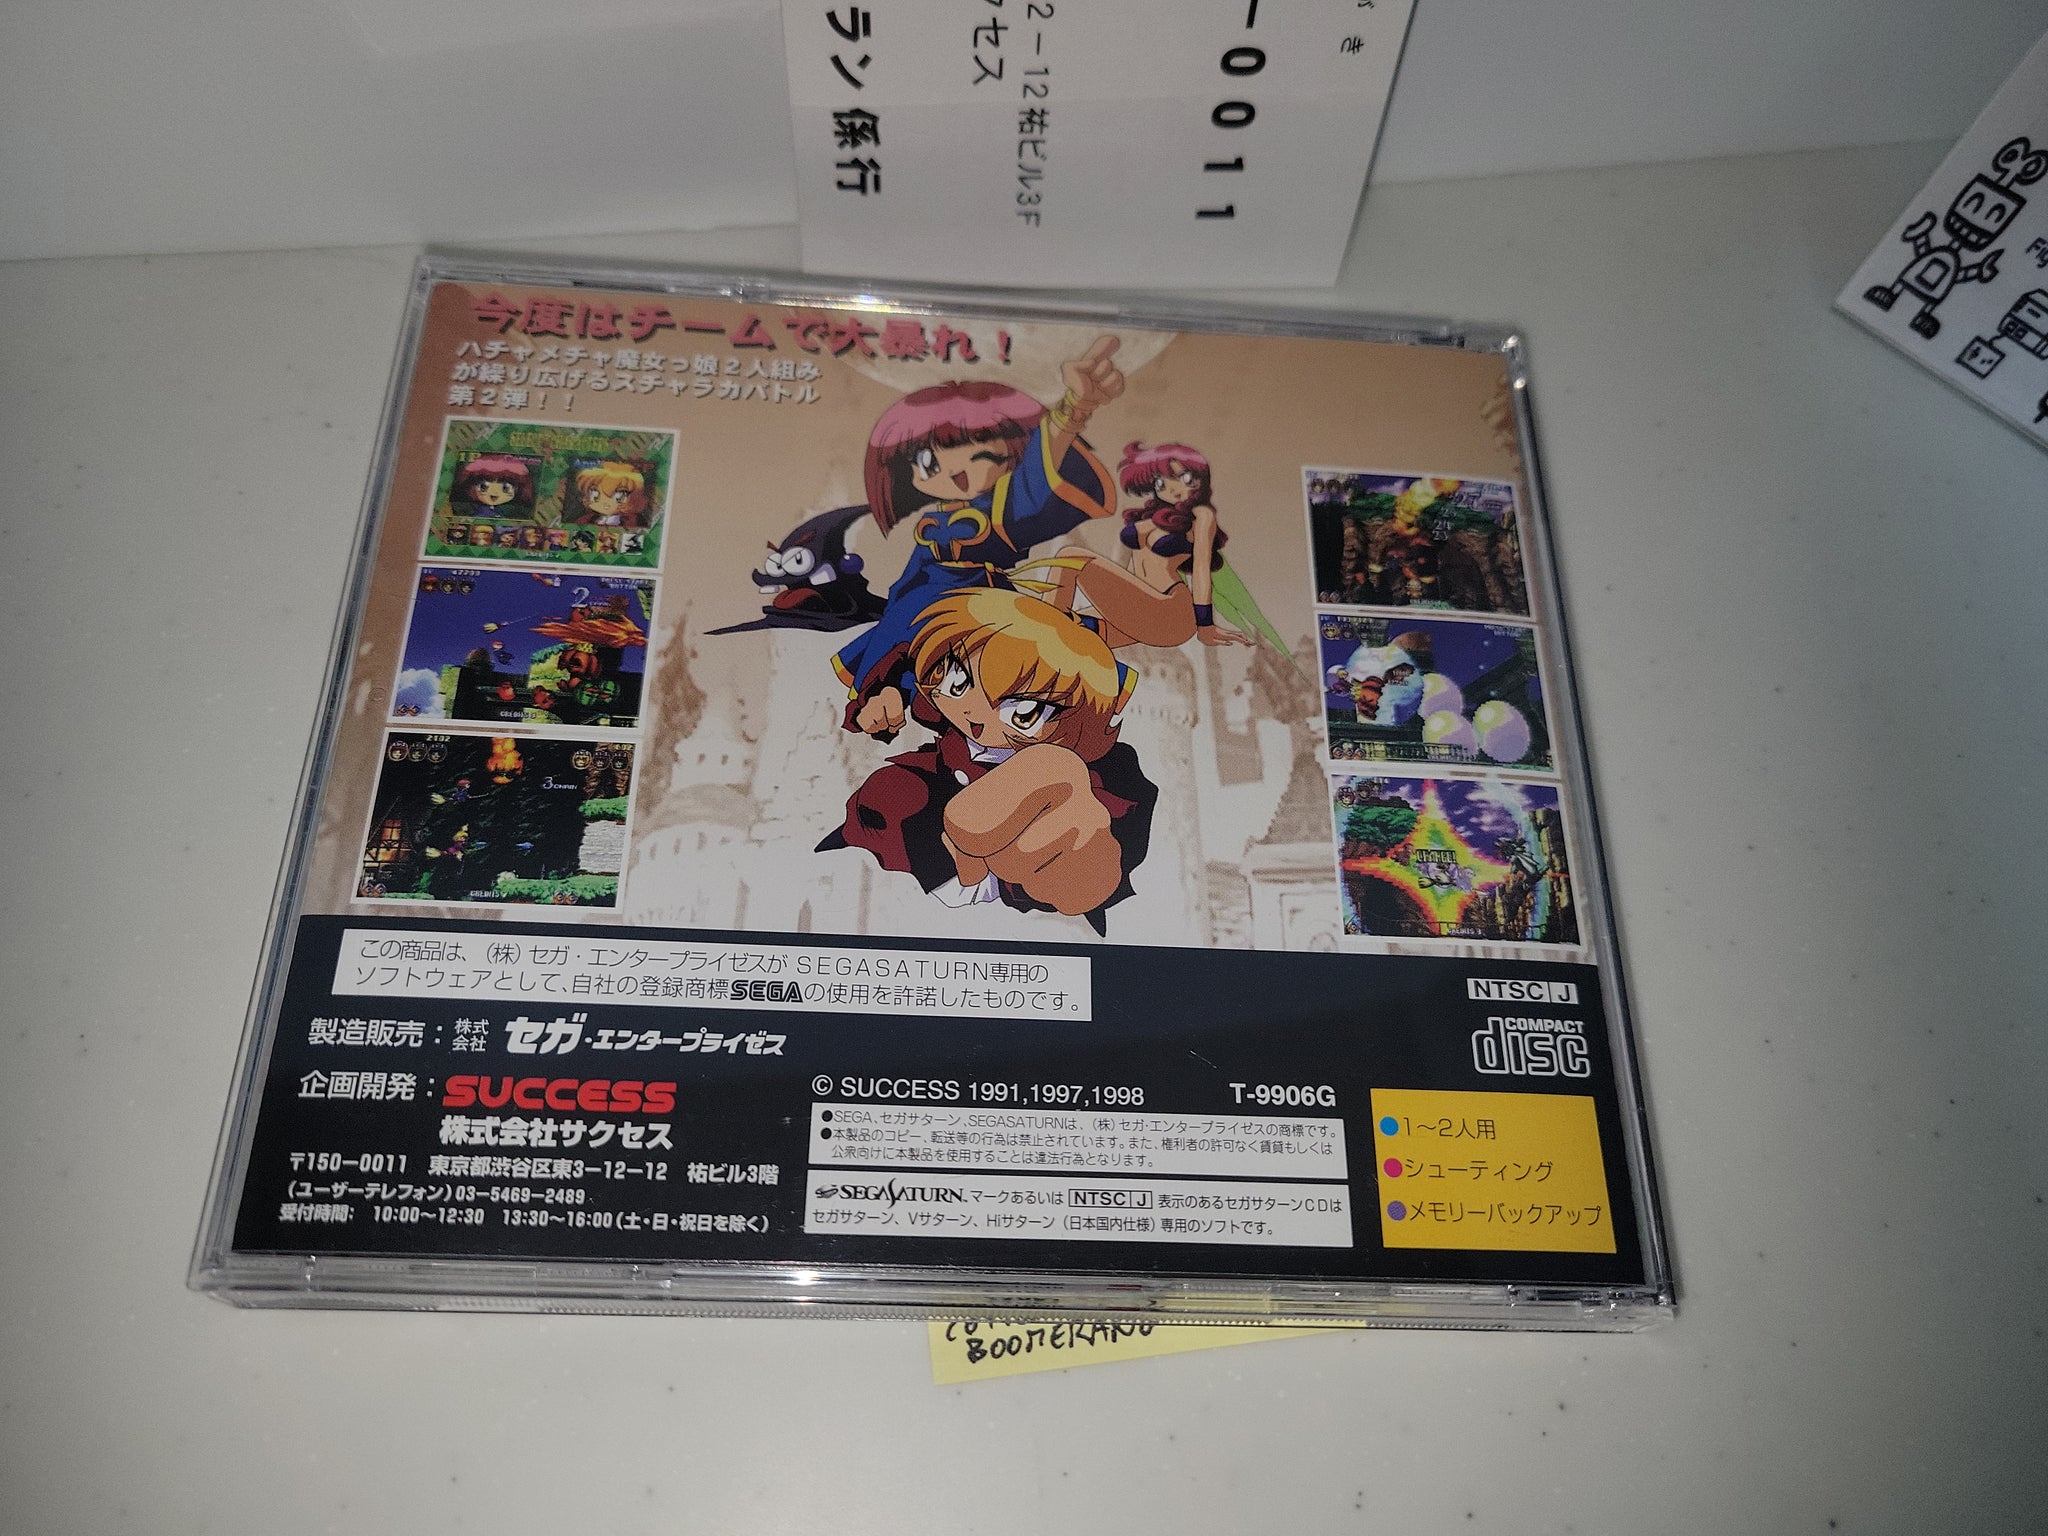 がき
－0011
2－12祐ビル3F
クセス
ラン係行
Fig
今度はチームで大暴れ！
ハチャメチャ魔女っ娘2人組み
が繰り広げるスチャラカバトル
第2弾！！
この商品は、（株）セガ・エンタープライゼスがSEGASATURN専用の
ソフトウェアとして、自社の登録商標SEGAの使用を許諾したものです。
製造販売：株式会社 セガ・エンタープライゼス
企画開発：SUCCESS
株式会社サクセス
〒150－0011 東京都渋谷区東3－12－12 祐ビル3階
（ユーザーテレフォン）03－5469－2489
受付時間： 10:00～12:30 13:30～16:00（土・日・祝日を除く）
© SUCCESS 1991,1997,1998
T-9906G
●SEGA、セガサターン、SEGASATURNは、（株）セガ・エンタープライゼスの商標です。
●本製品のコピー、転送等の行為は禁止されています。また、権利者の許可なく賃貸もしくは
公衆向けに本製品を使用することは違法行為となります。
SEGASATURN.マークあるいは NTSC J 表示のあるセガサターンCDは
セガサターン、Vサターン、Hiサターン（日本国内仕様）専用のソフトです。
NTSC J
COMPACT
disc
●1～2人用
●シューティング
●メモリーバックアップ
BOOMERANG